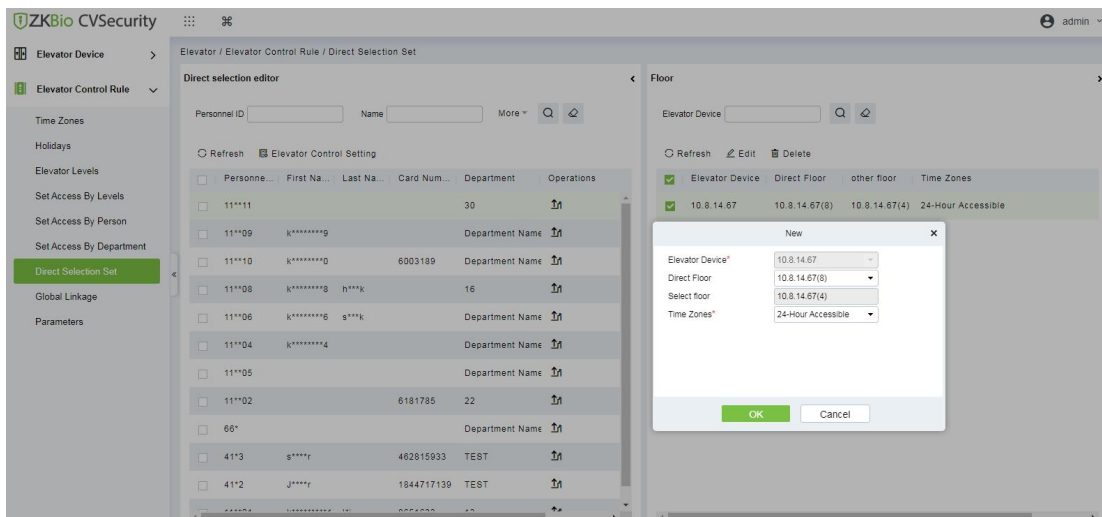 ZKBio CVSecurity
admin
Elevator Device
Elevator Control Rule
Time Zones
Holidays
Elevator Levels
Set Access By Levels
Set Access By Person
Set Access By Department
Direct Selection Set
Global Linkage
Parameters
Elevator / Elevator Control Rule / Direct Selection Set
Direct selection editor
Personnel ID Name More
Refresh Elevator Control Setting
Personne... First Na... Last Na... Card Num... Department Operations
11**11 30
11**09 k********9 Department Name
11**10 k********0 6003189 Department Name
11**08 k********8 h***k 16
11**06 k********6 s***k Department Name
11**04 k********4 Department Name
11**05 Department Name
11**02 6181785 22
66* Department Name
41*3 s****r 462815933 TEST
41*2 J****r 1844717139 TEST
Floor
Elevator Device
Refresh Edit Delete
Elevator Device Direct Floor other floor Time Zones
10.8.14.67 10.8.14.67(8) 10.8.14.67(4) 24-Hour Accessible
New
Elevator Device* 10.8.14.67
Direct Floor 10.8.14.67(8)
Select floor 10.8.14.67(4)
Time Zones* 24-Hour Accessible
OK Cancel